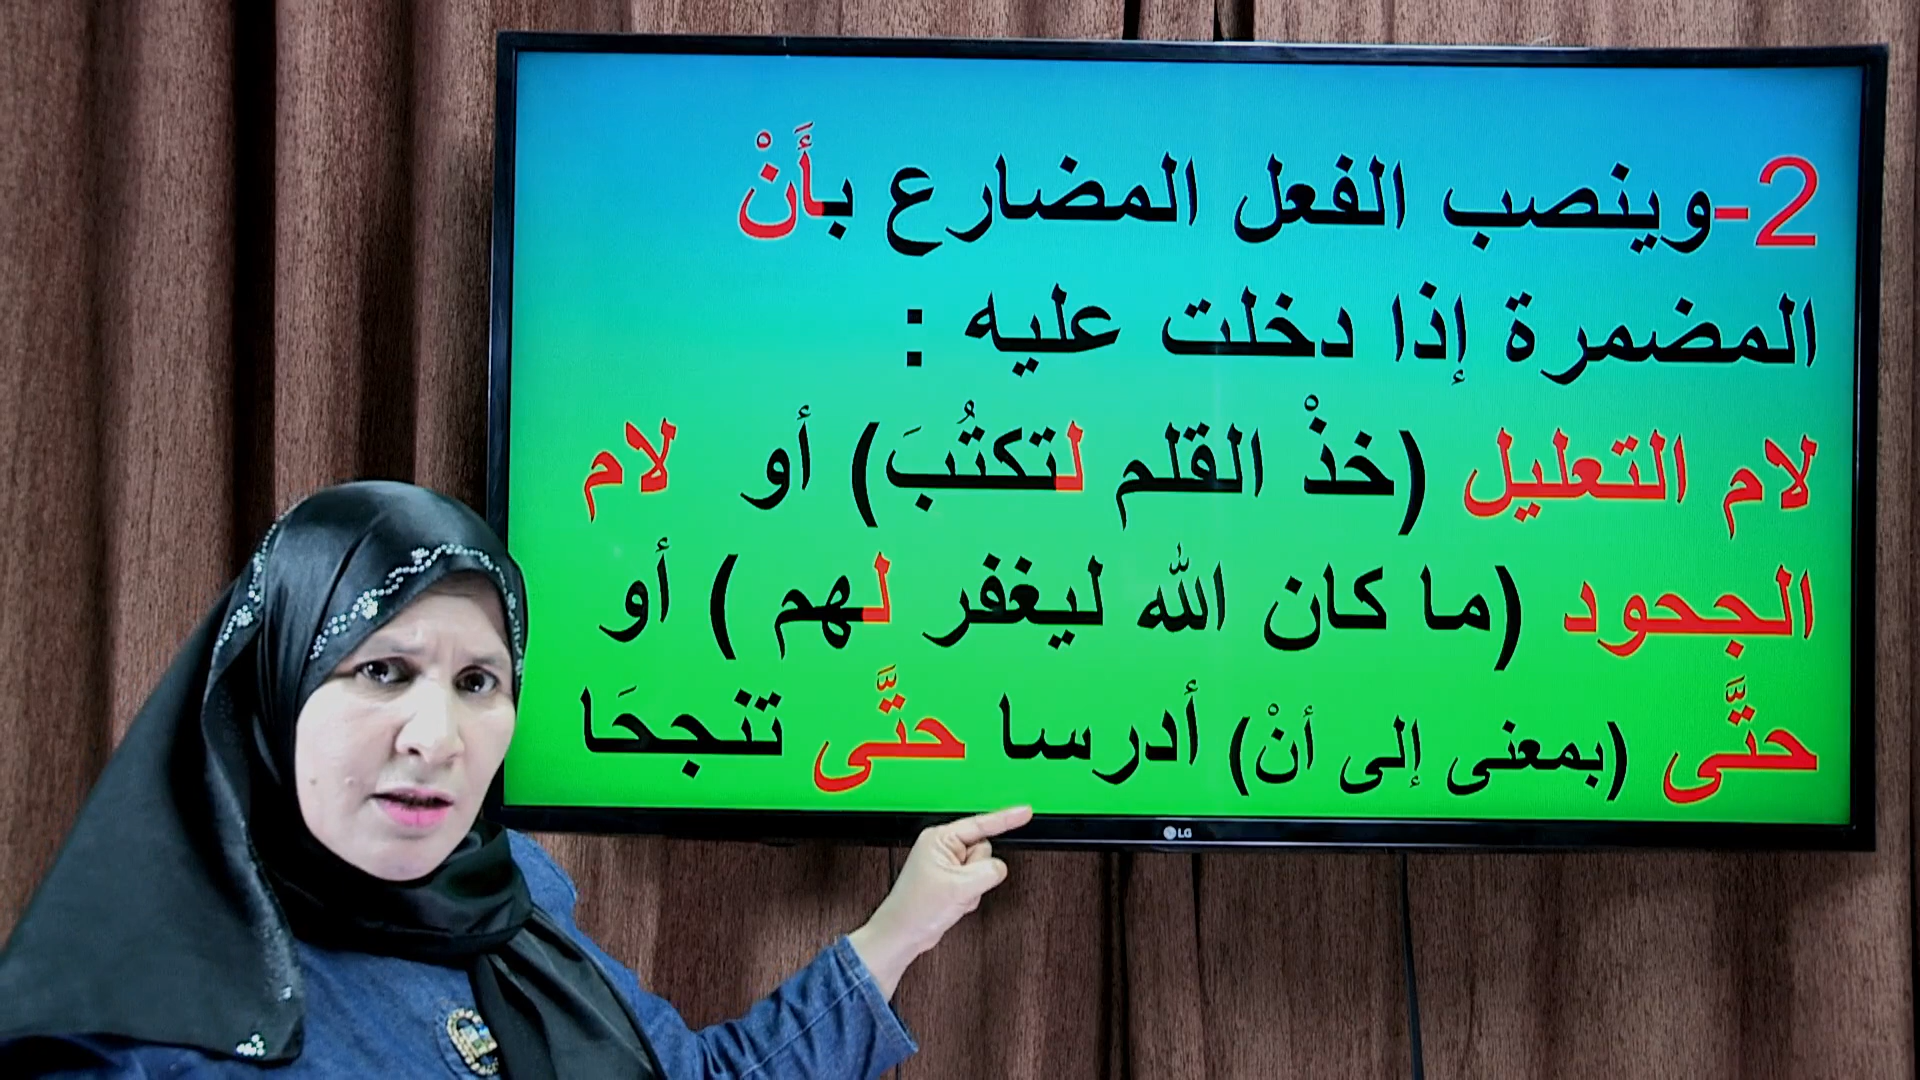 2-وينصب الفعل المضارع بأَنْ
المضمرة إذا دخلت عليه :
لام التعليل (خذْ القلم لتكتُبَ) أو لام
الجحود (ما كان الله ليغفر لهم ) أو
حتَّى (بمعنى إلى أنْ) أدرسا حتَّى تنجحَا
LG